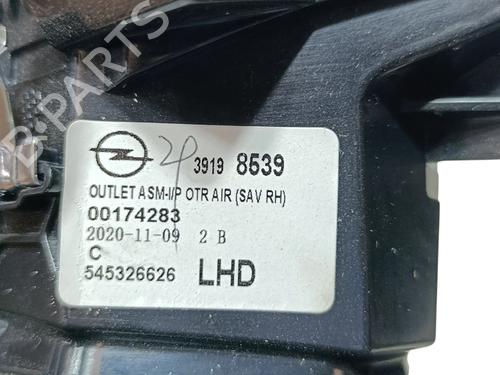 B-PARTS
3919 8539
OUTLET ASM-I/P OTR AIR (SAV RH)
00174283
2020-11-09 2 B
C
545326626 LHD